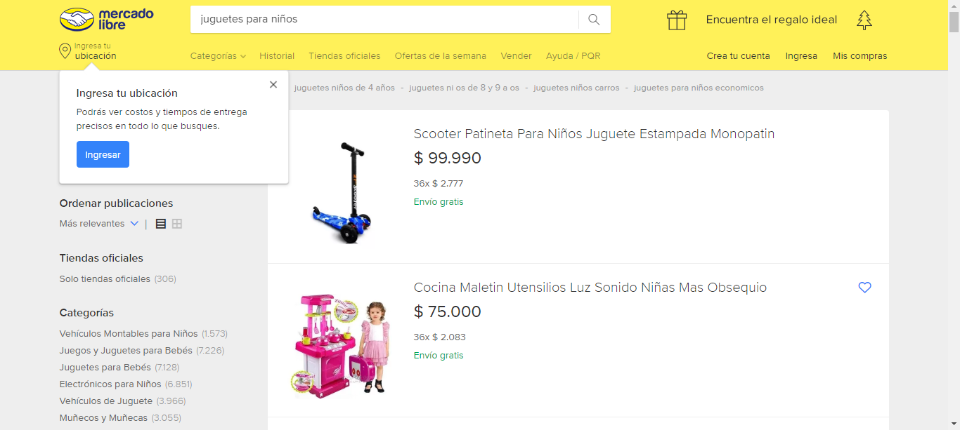 mercado
libre
juguetes para niños
Encuentra el regalo ideal
Ingresa tu
ubicación
Categorías
Historial
Tiendas oficiales
Ofertas de la semana
Vender
Ayuda / PQR
Crea tu cuenta
Ingresa
Mis compras
Ingresa tu ubicación
Podrás ver costos y tiempos de entrega
precisos en todo lo que busques.
Ingresar
juguetes niños de 4 años - juguetes ni os de 8 y 9 a os - juguetes niños carros - juguetes para niños economicos
Ordenar publicaciones
Más relevantes
Tiendas oficiales
Solo tiendas oficiales (306)
Categorías
Vehículos Montables para Niños (1.573)
Juegos y Juguetes para Bebés (7.226)
Juguetes para Bebés (7.128)
Electrónicos para Niños (6.851)
Vehículos de Juguete (3.966)
Muñecos y Muñecas (3.055)
Scooter Patineta Para Niños Juguete Estampada Monopatin
$ 99.990
36x $ 2.777
Envío gratis
Cocina Maletin Utensilios Luz Sonido Niñas Mas Obsequio
$ 75.000
36x $ 2.083
Envío gratis